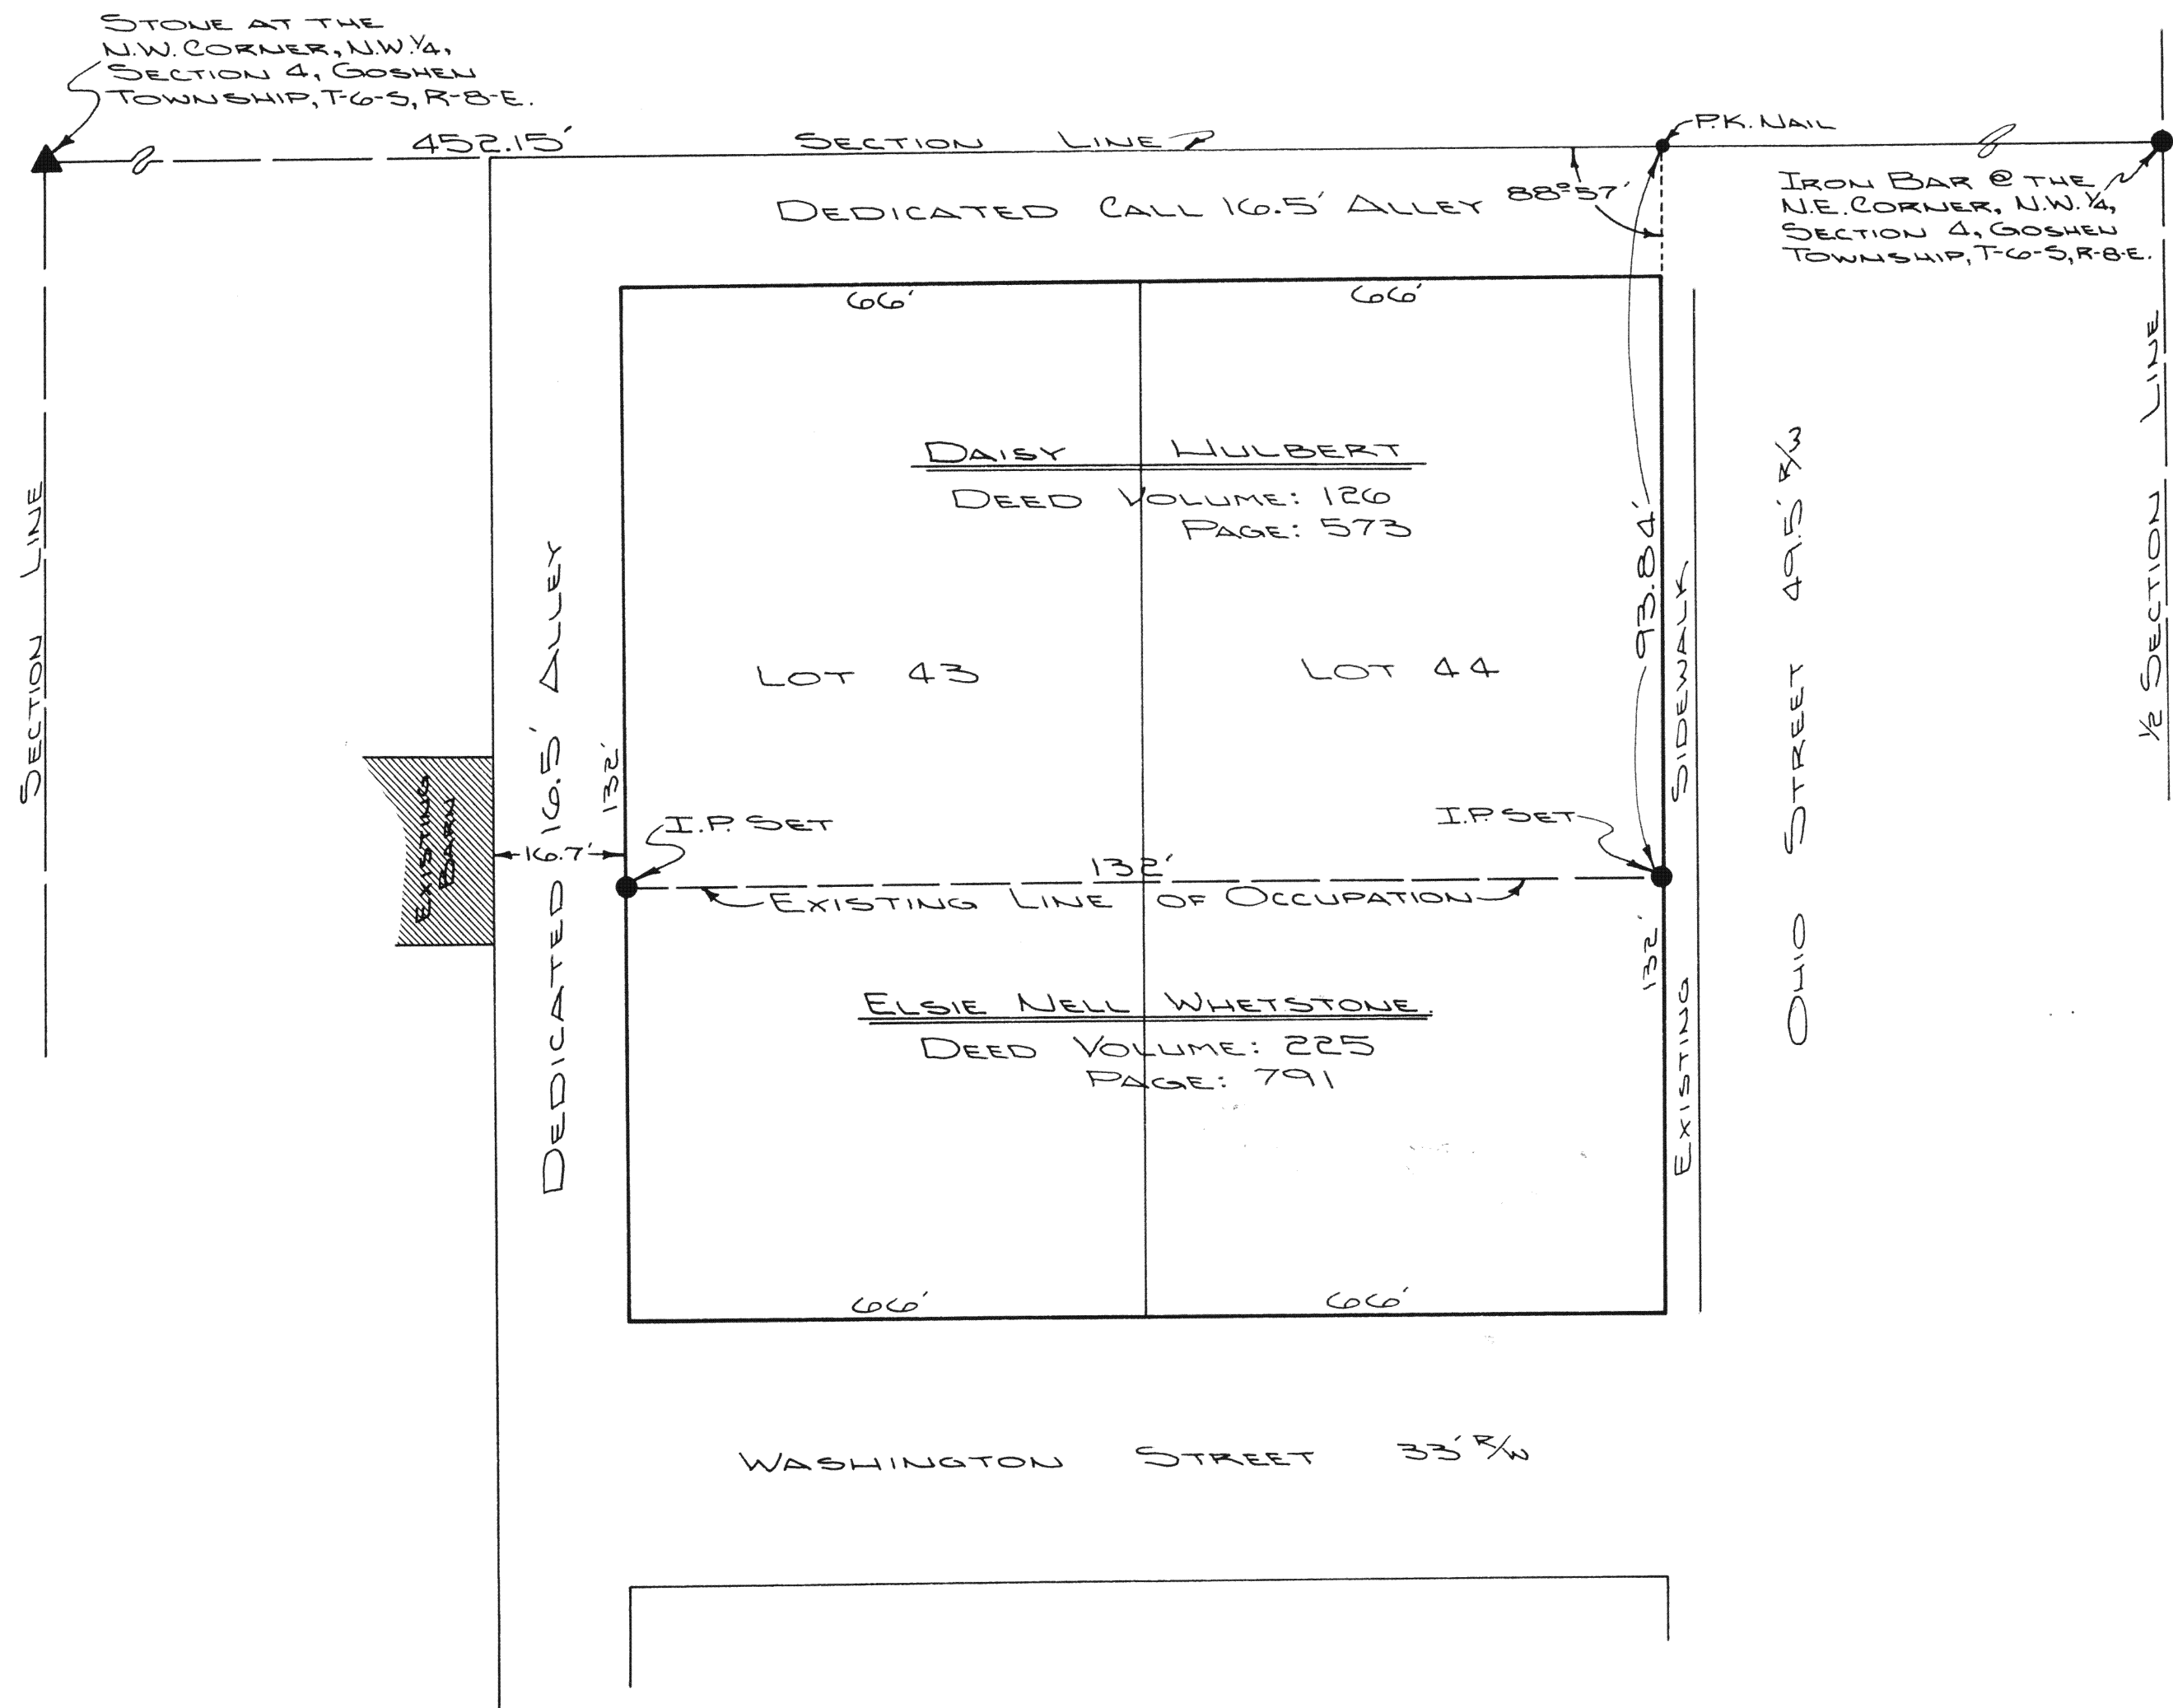 STONE AT THE
N.W. CORNER, N.W. 1/4,
SECTION 4, GOSHEN
TOWNSHIP, T-6-S, R-8-E.
452.15'
SECTION LINE
P.K. NAIL
88°57'
DEDICATED CALL 16.5' ALLEY
IRON BAR @ THE
N.E. CORNER, N.W. 1/4,
SECTION 4, GOSHEN
TOWNSHIP, T-6-S, R-8-E.
66'
66'
SECTION LINE
DAISY HULBERT
DEED VOLUME: 126
PAGE: 573
93.84'
OHIO STREET 49.5' R/W
1/2 SECTION LINE
LOT 43
LOT 44
DEDICATED 16.5' ALLEY
132'
EXISTING SIDEWALK
EXISTING
BARN
16.7'
I.P. SET
I.P. SET
132'
EXISTING LINE OF OCCUPATION
132'
ELSIE NELL WHETSTONE
DEED VOLUME: 225
PAGE: 791
66'
66'
WASHINGTON STREET 33' R/W